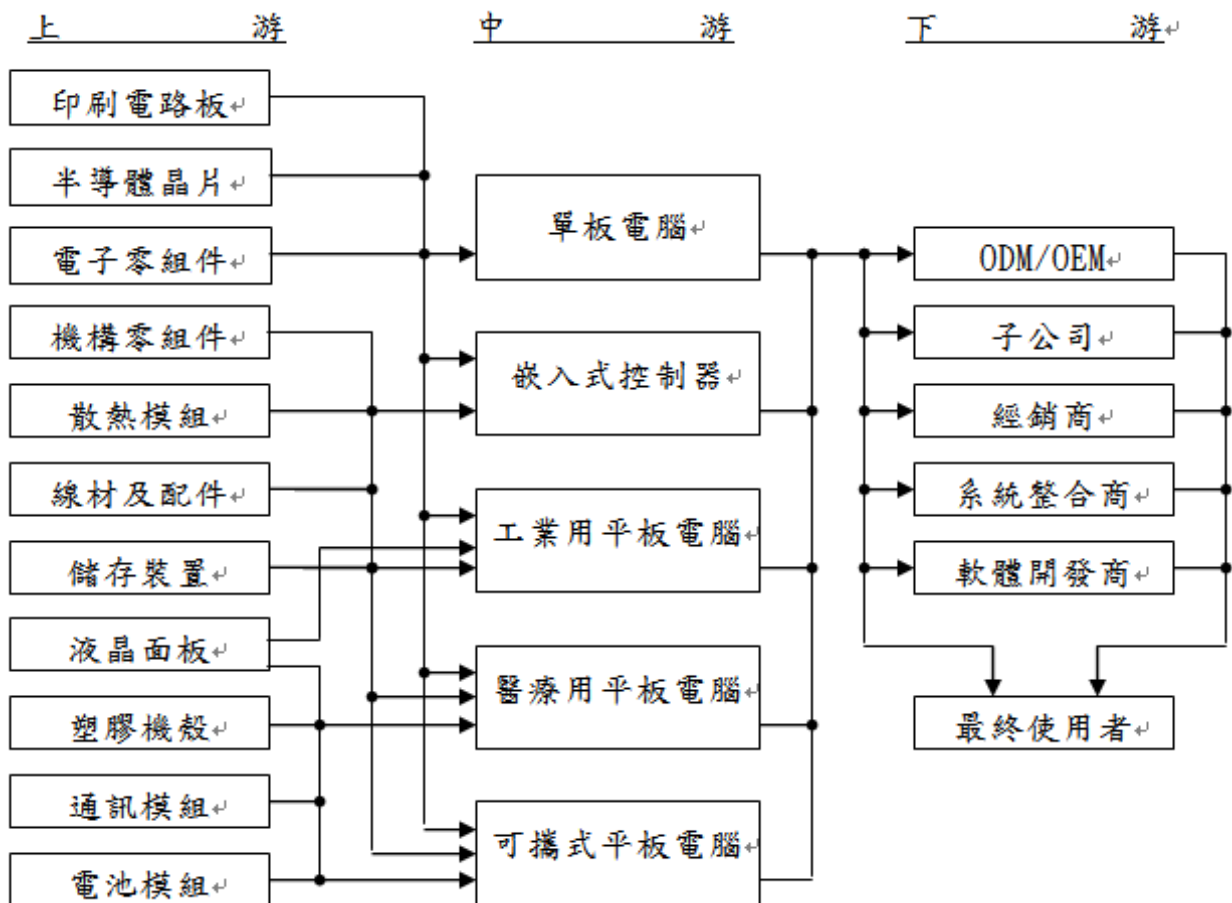 上游
中游
下游
印刷電路板
半導體晶片
電子零組件
機構零組件
散熱模組
線材及配件
儲存裝置
液晶面板
塑膠機殼
通訊模組
電池模組
單板電腦
嵌入式控制器
工業用平板電腦
醫療用平板電腦
可攜式平板電腦
ODM/OEM
子公司
經銷商
系統整合商
軟體開發商
最終使用者